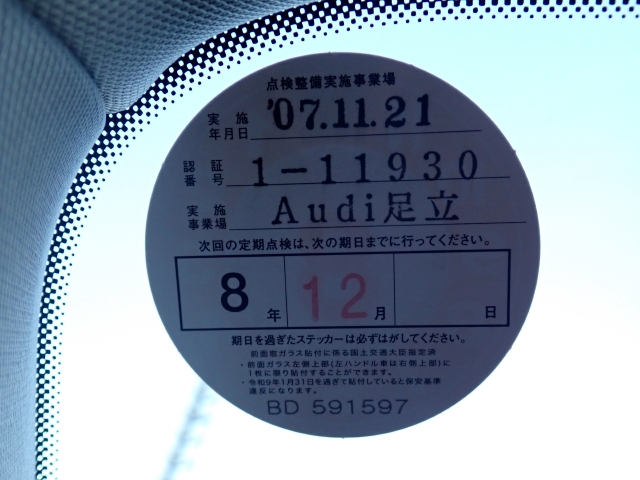 点検整備実施事業場
実施
年月日 '07.11.21
認証
番号 1-11930
実施
事業場 Audi足立
次回の定期点検は、次の期日までに行ってください。
8年 12月 日
期日を過ぎたステッカーは必ずはがしてください。
前面窓ガラス貼付に係る国土交通大臣指定済
・前面ガラス左側上部(左ハンドル車は右側上部)に
1枚に限り貼付することができます。
・令和9年1月31日を過ぎて貼付していると保安基準
違反になります。
BD 591597